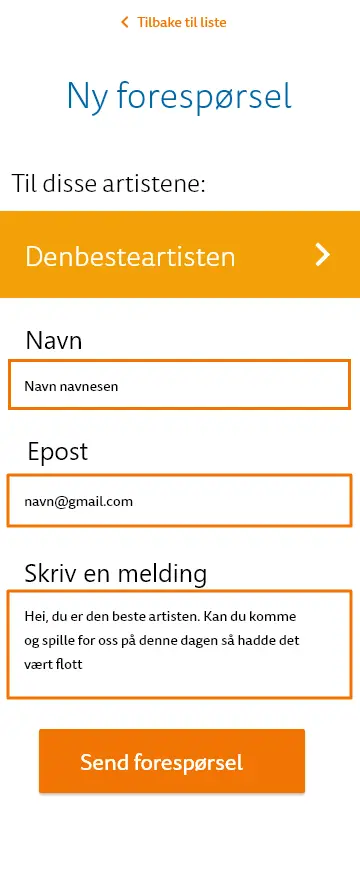 Tilbake til liste
Ny forespørsel
Til disse artistene:
Denbesteartisten
Navn
Navn navnesen
Epost
navn@gmail.com
Skriv en melding
Hei, du er den beste artisten. Kan du komme
og spille for oss på denne dagen så hadde det
vært flott
Send forespørsel